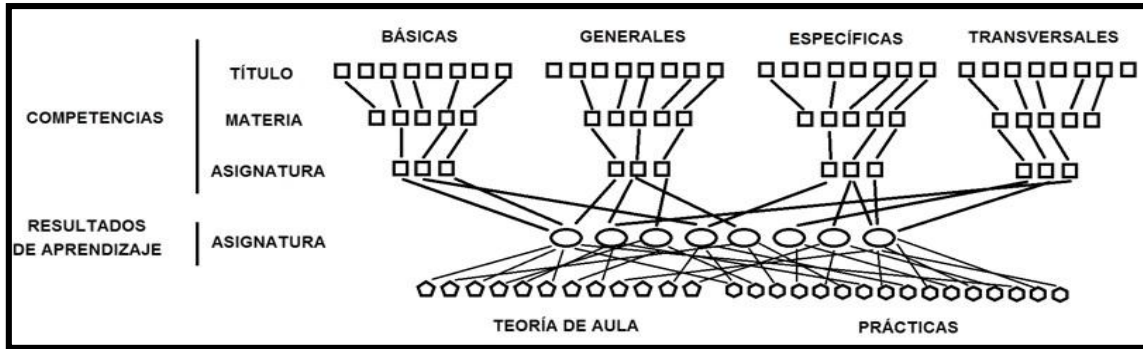 BÁSICAS GENERALES ESPECÍFICAS TRANSVERSALES
TÍTULO
COMPETENCIAS MATERIA
ASIGNATURA
RESULTADOS
DE APRENDIZAJE
ASIGNATURA
TEORÍA DE AULA PRÁCTICAS